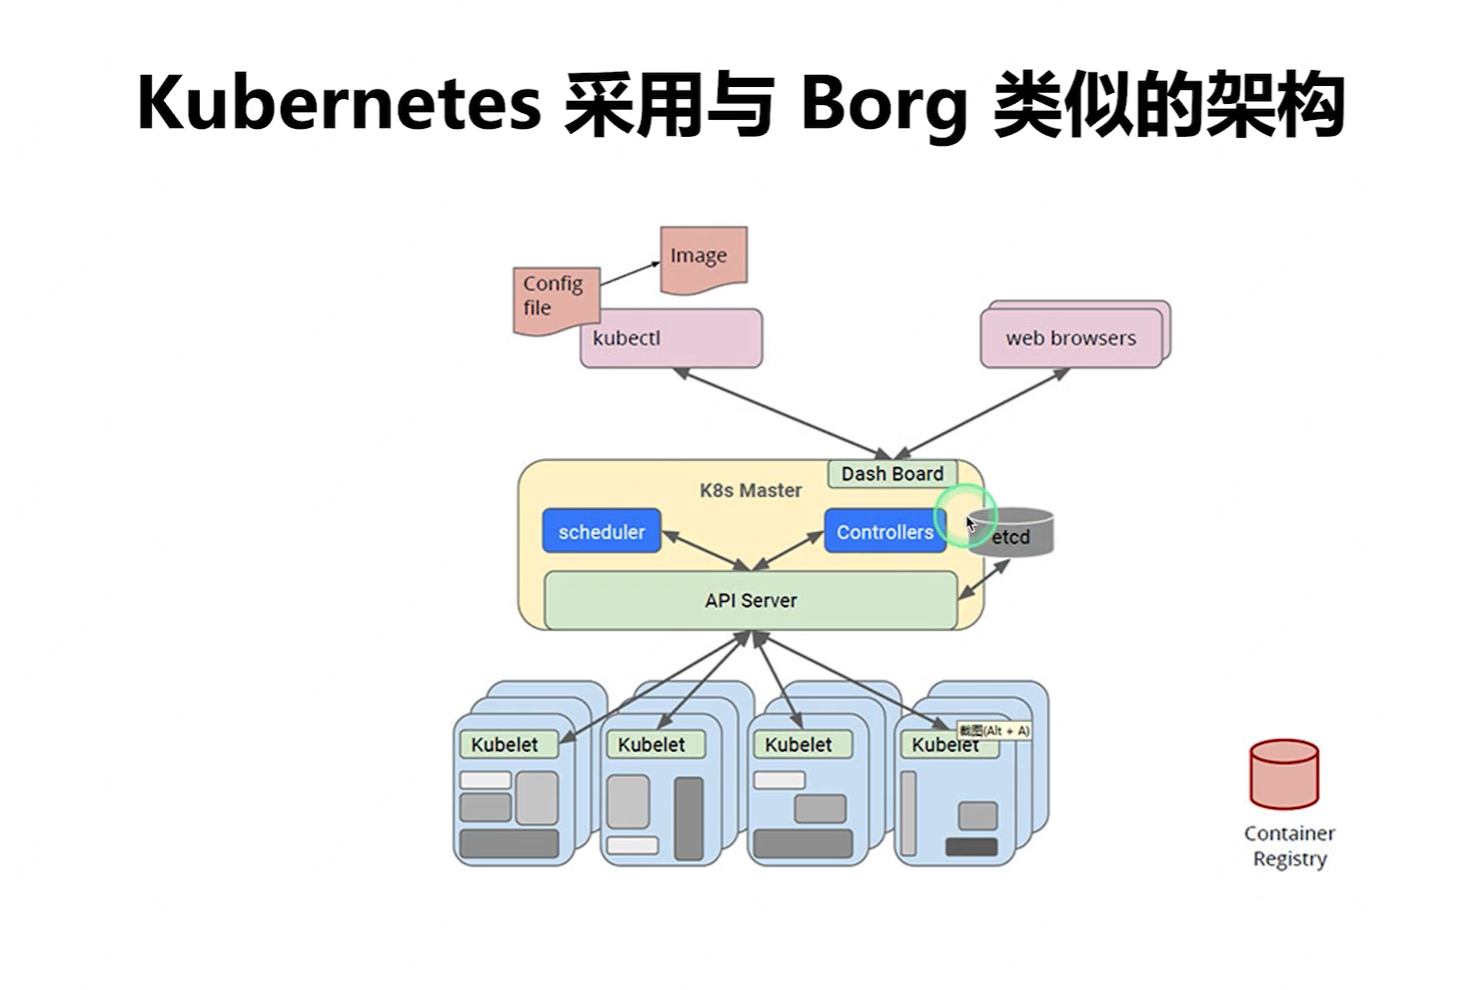 Kubernetes 采用与 Borg 类似的架构
Image
Config
file
kubectl
web browsers
Dash Board
K8s Master
scheduler
Controllers
etcd
API Server
截图(Alt + A)
Kubelet
Kubelet
Kubelet
Kubelet
Container
Registry